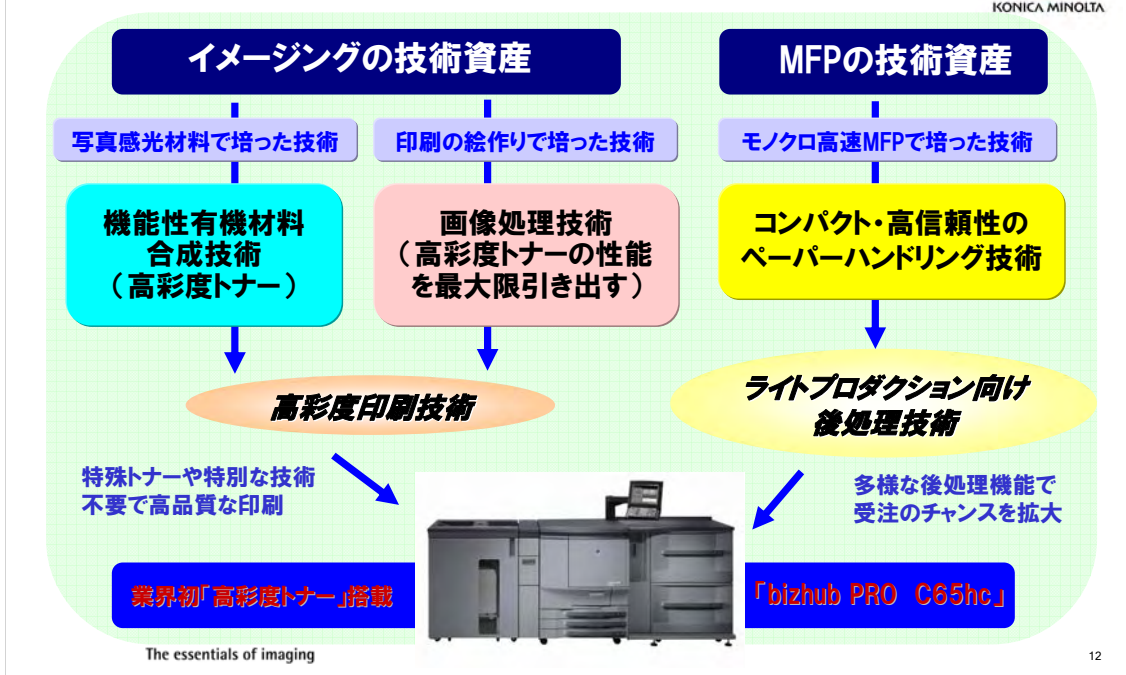 KONICA MINOLTA
イメージングの技術資産
MFPの技術資産
写真感光材料で培った技術
印刷の絵作りで培った技術
モノクロ高速MFPで培った技術
機能性有機材料
合成技術
（高彩度トナー）
画像処理技術
（高彩度トナーの性能
を最大限引き出す）
コンパクト・高信頼性の
ペーパーハンドリング技術
高彩度印刷技術
ライトプロダクション向け
後処理技術
特殊トナーや特別な技術
不要で高品質な印刷
多様な後処理機能で
受注のチャンスを拡大
業界初「高彩度トナー」搭載
「bizhub PRO　C65hc」
The essentials of imaging
12